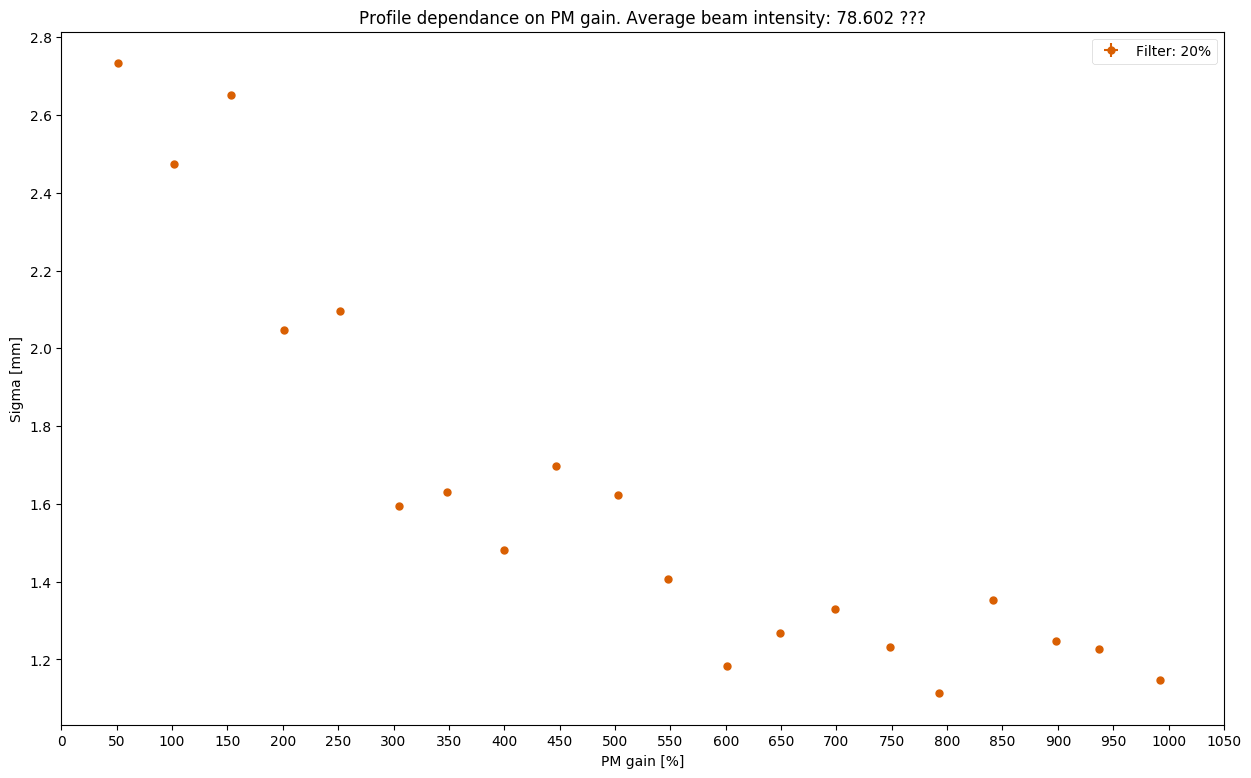 Profile dependance on PM gain. Average beam intensity: 78.602 ???
Filter: 20%
2.8
2.6
2.4
2.2
2.0
1.8
1.6
1.4
1.2
Sigma [mm]
0 50 100 150 200 250 300 350 400 450 500 550 600 650 700 750 800 850 900 950 1000 1050
PM gain [%]